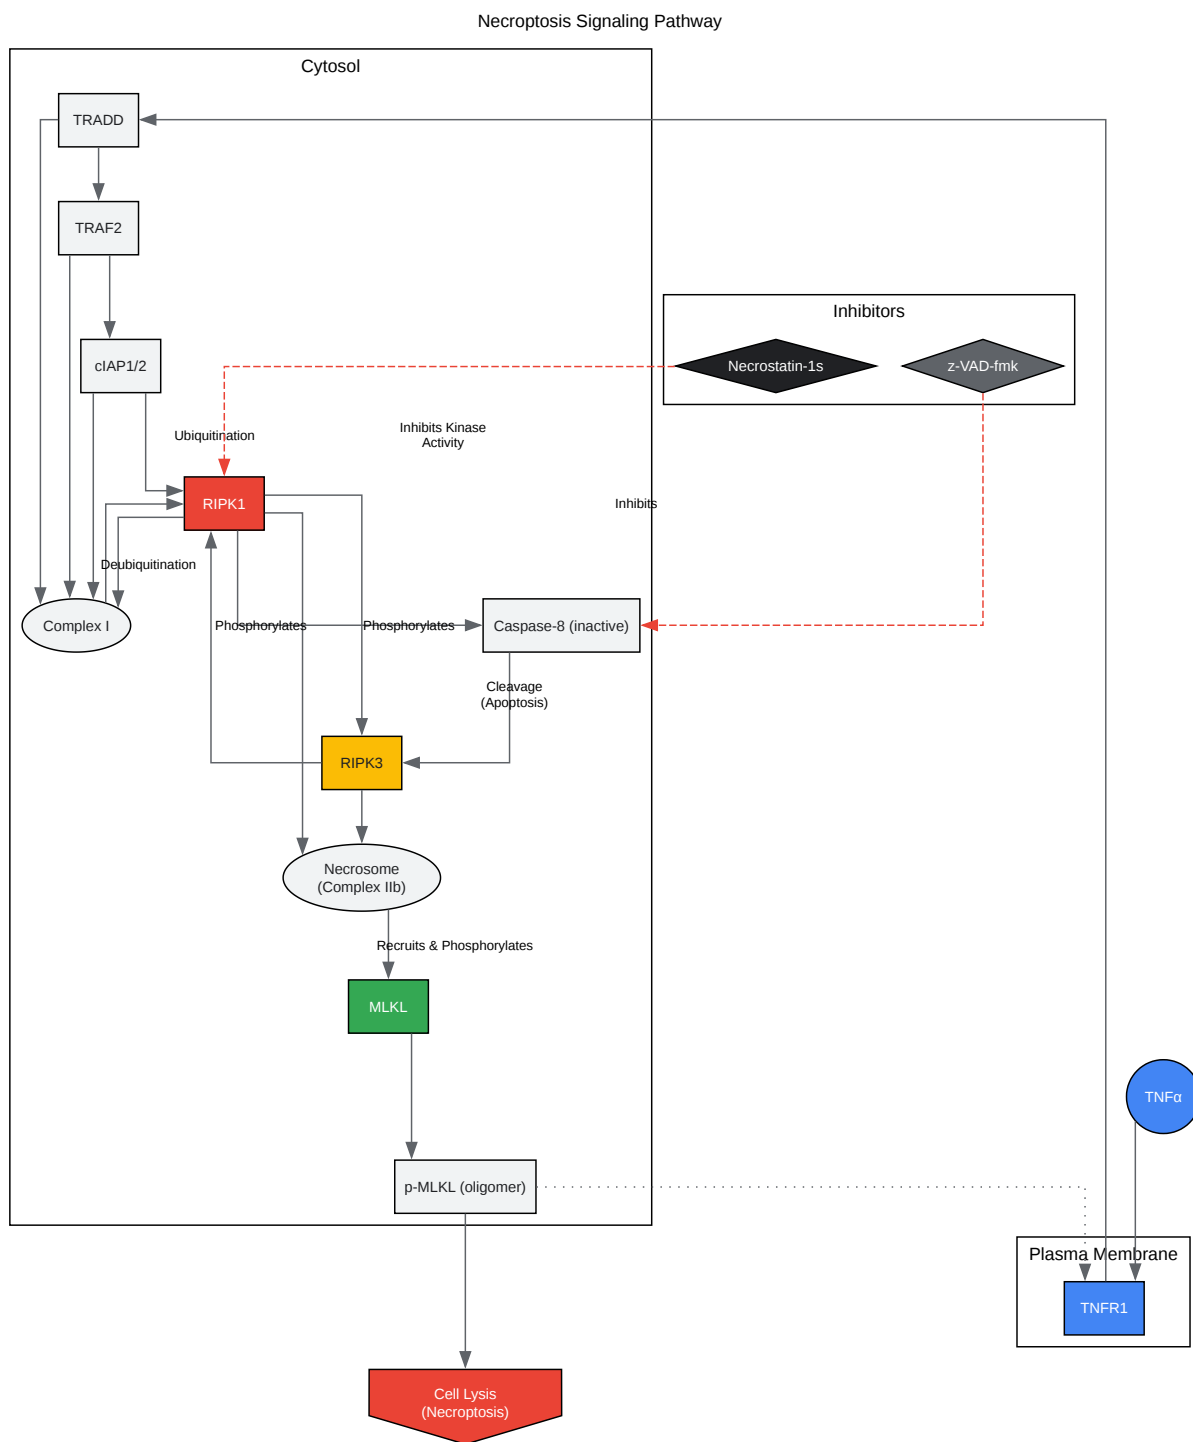 Necroptosis Signaling Pathway
Cytosol
TRADD
TRAF2
Inhibitors
cIAP1/2
Necrostatin-1s
z-VAD-fmk
Ubiquitination
Inhibits Kinase
Activity
RIPK1
Inhibits
Deubiquitination
Complex I
Phosphorylates
Phosphorylates
Caspase-8 (inactive)
Cleavage
(Apoptosis)
RIPK3
Necrosome
(Complex IIb)
Recruits & Phosphorylates
MLKL
TNFα
p-MLKL (oligomer)
Plasma Membrane
TNFR1
Cell Lysis
(Necroptosis)